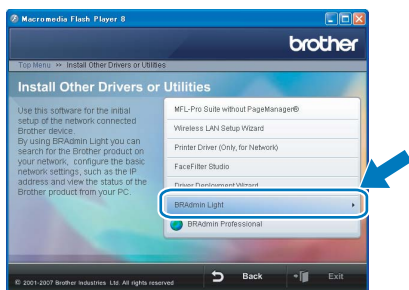 Macromedia Flash Player 8
brother
Top Menu >> Install Other Drivers or Utilities
Install Other Drivers or Utilities
Use this software for the initial
setup of the network connected
Brother device.
By using BRAdmin Light you can
search for the Brother product on
your network, configure the basic
network settings, such as the IP
address and view the status of the
Brother product from your PC.
MFL-Pro Suite without PageManager®
Wireless LAN Setup Wizard
Printer Driver (Only, for Network)
FaceFilter Studio
Driver Deployment Wizard
BRAdmin Light
BRAdmin Professional
© 2001-2007 Brother Industries Ltd. All rights reserved
Back
Exit